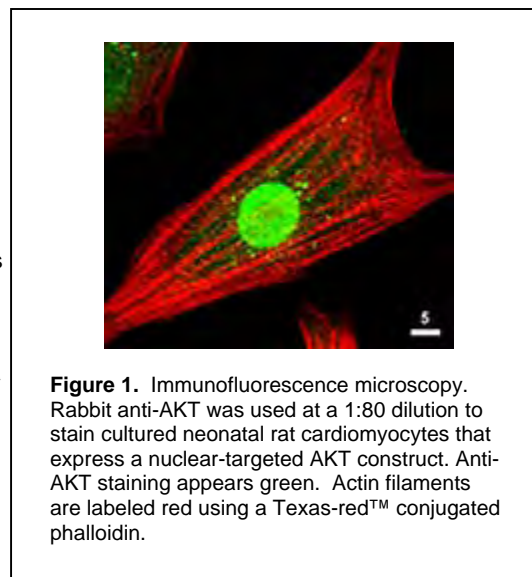 s
5
Figure 1. Immunofluorescence microscopy.
Rabbit anti-AKT was used at a 1:80 dilution to
stain cultured neonatal rat cardiomyocytes that
express a nuclear-targeted AKT construct. Anti-
AKT staining appears green. Actin filaments
are labeled red using a Texas-red™ conjugated
phalloidin.